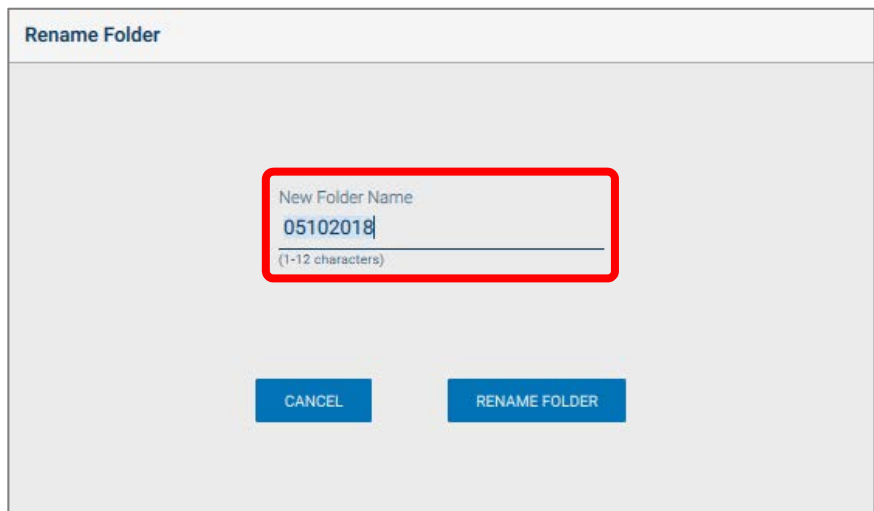 Rename Folder
New Folder Name
05102018
(1-12 characters)
CANCEL
RENAME FOLDER